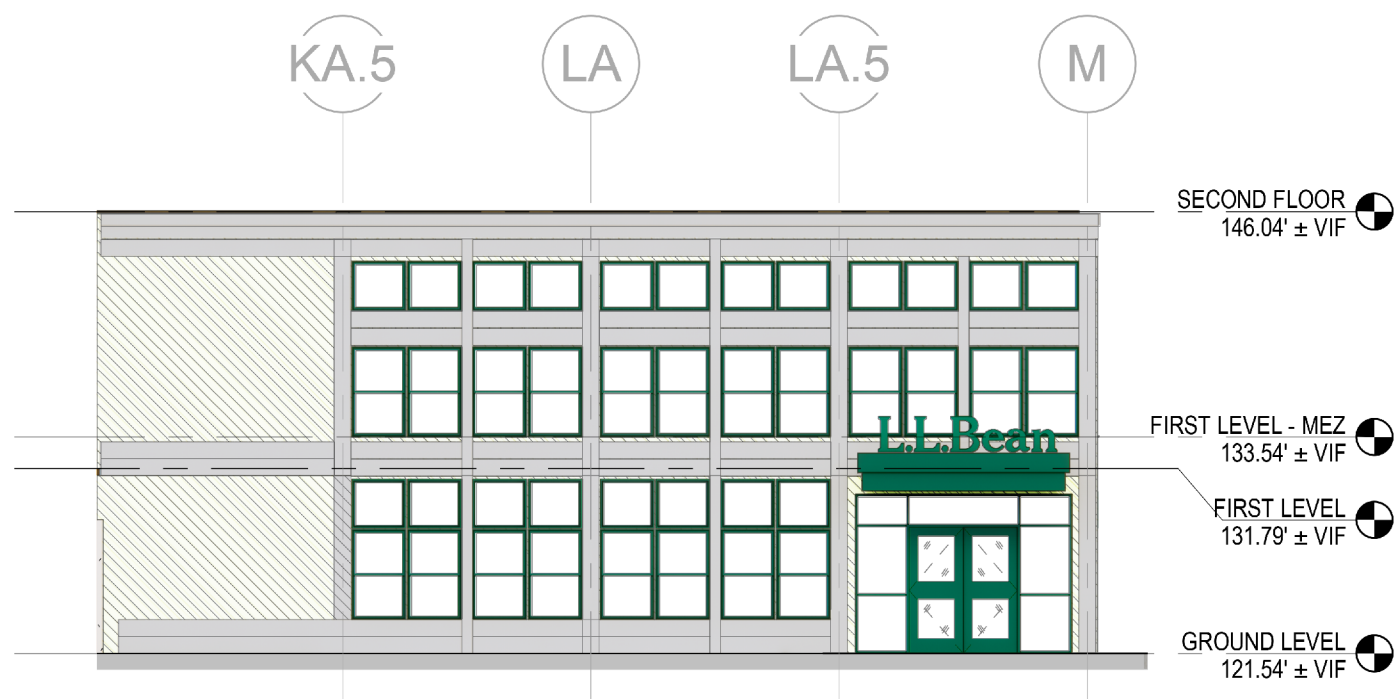 KA.5
LA
LA.5
M
SECOND FLOOR
146.04' ± VIF
FIRST LEVEL - MEZ
133.54' ± VIF
L.L.Bean
FIRST LEVEL
131.79' ± VIF
GROUND LEVEL
121.54' ± VIF